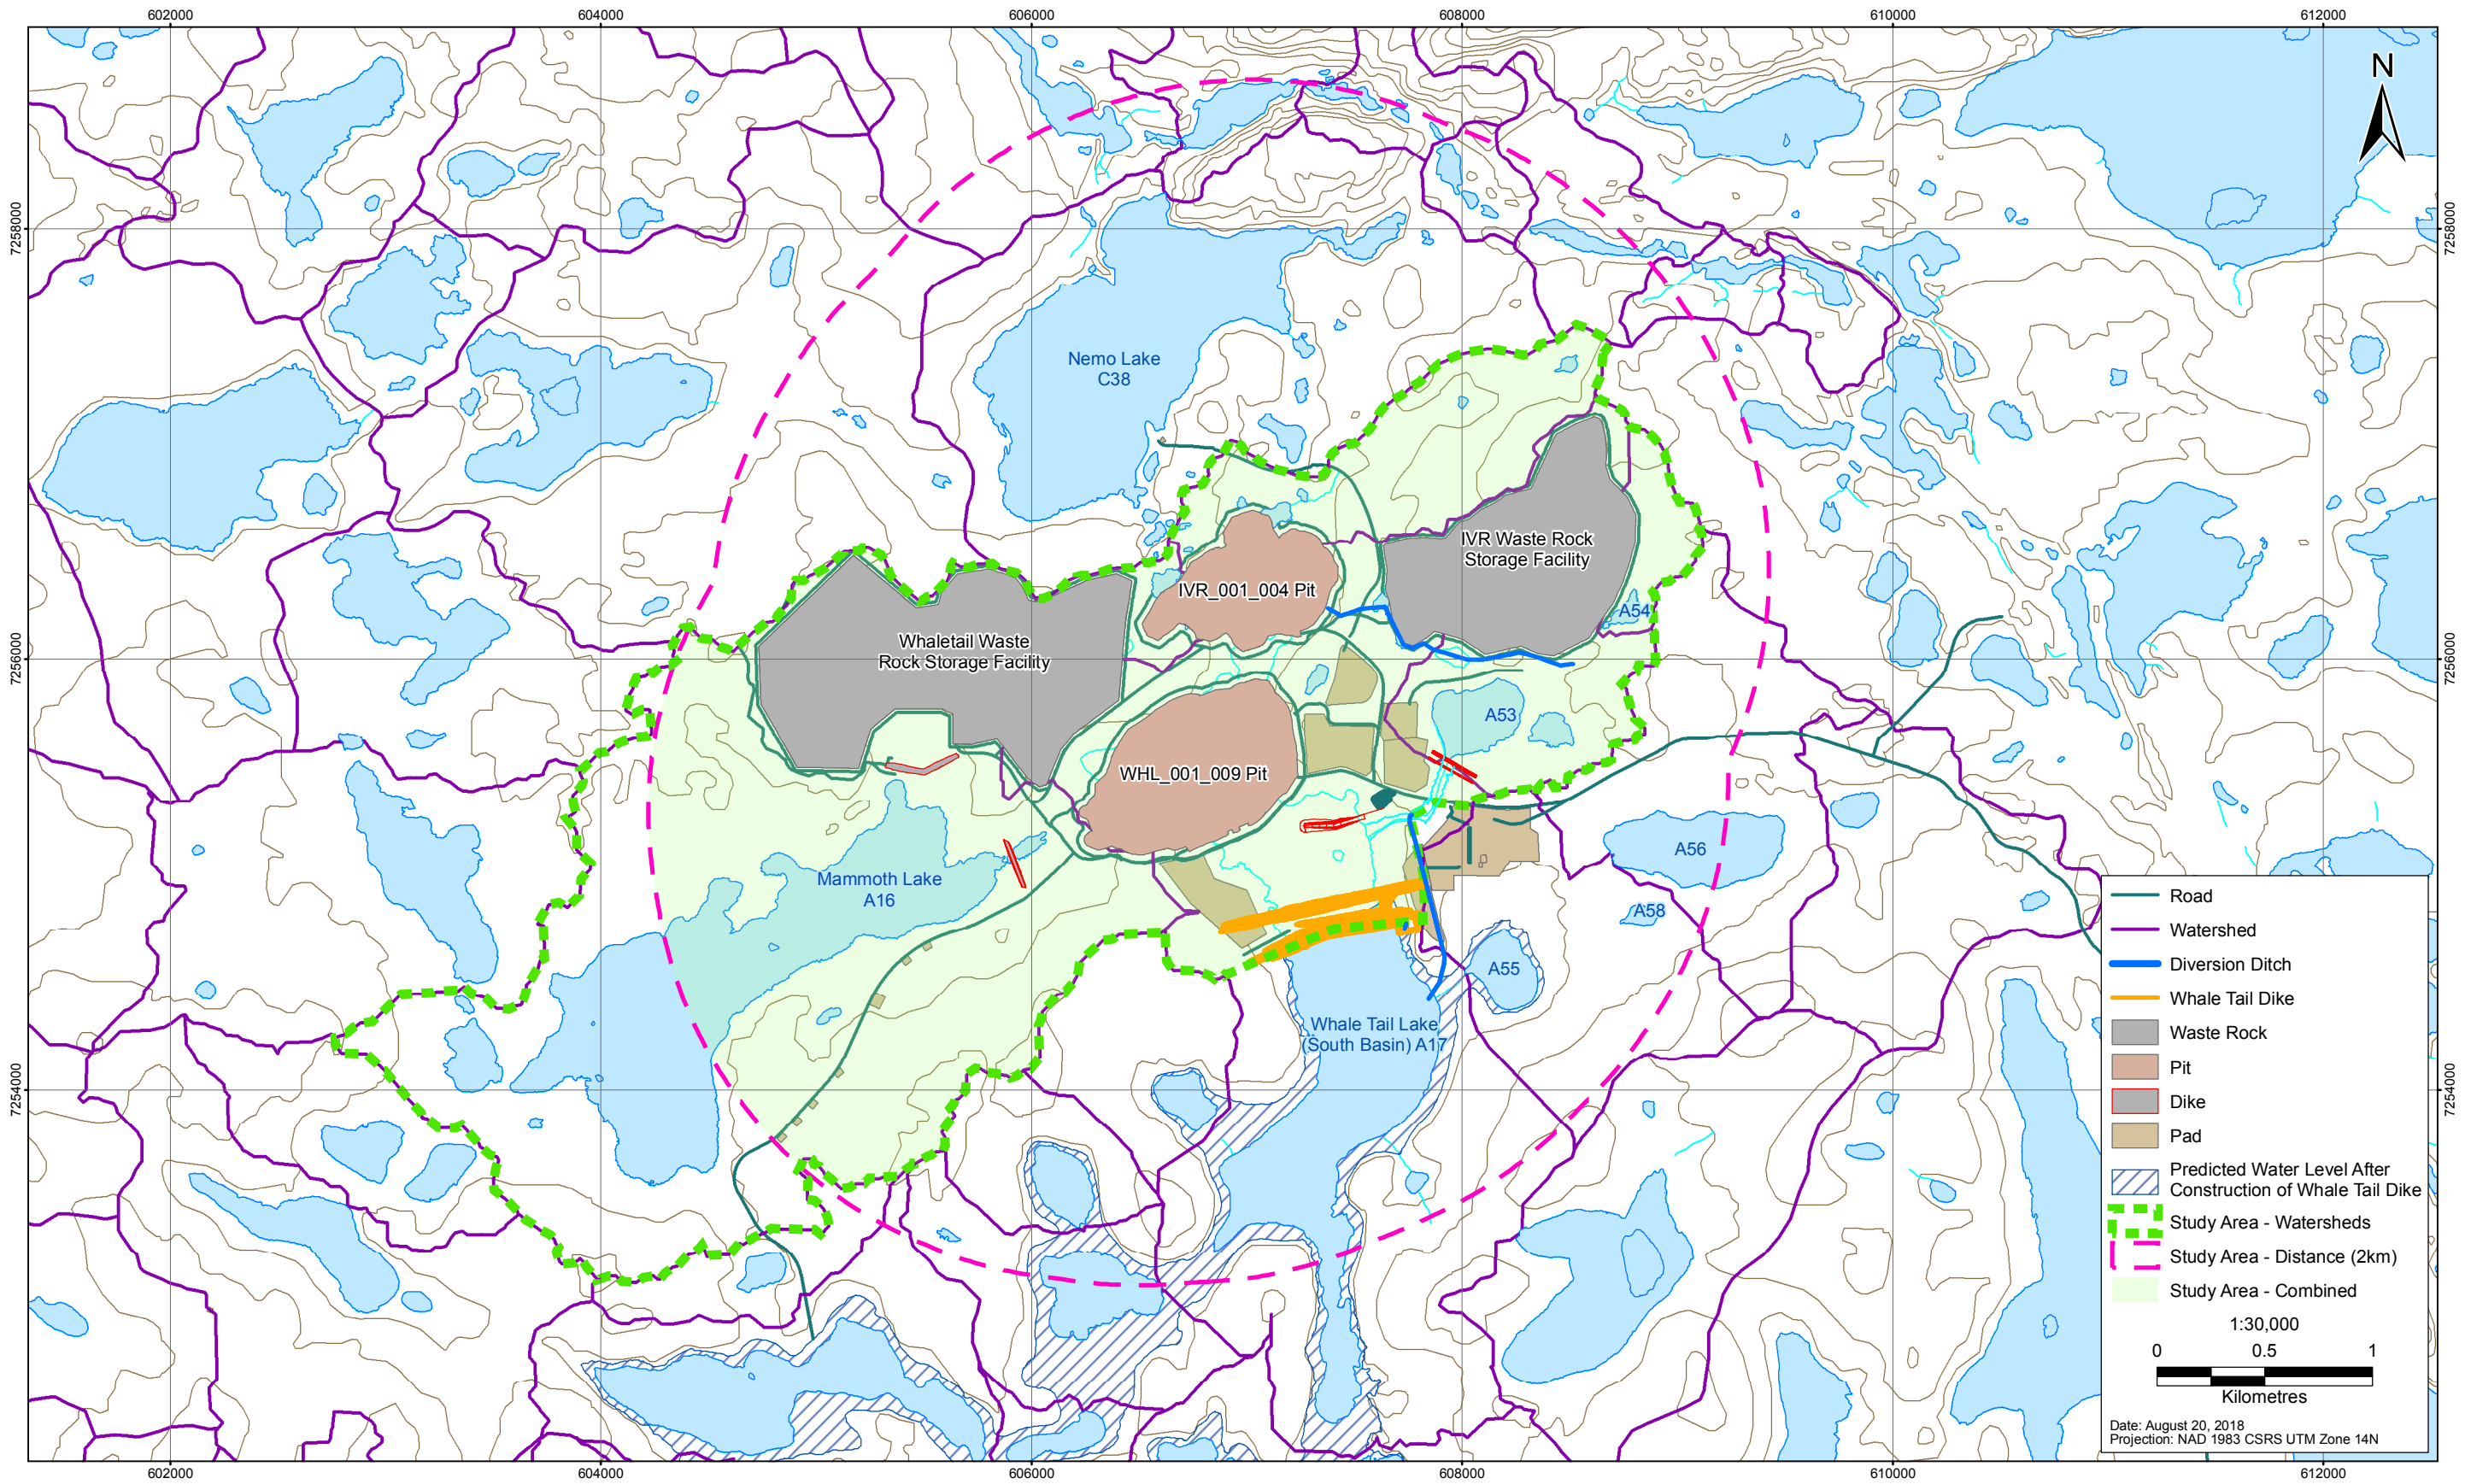 602000
604000
606000
608000
610000
612000
N
7258000
7258000
Nemo Lake
C38
IVR Waste Rock
Storage Facility
IVR_001_004 Pit
A54
Whaletail Waste
Rock Storage Facility
7256000
7256000
A53
WHL_001_009 Pit
A56
Mammoth Lake
A16
A58
A55
Whale Tail Lake
(South Basin) A17
7254000
7254000
Road
Watershed
Diversion Ditch
Whale Tail Dike
Waste Rock
Pit
Dike
Pad
Predicted Water Level After
Construction of Whale Tail Dike
Study Area - Watersheds
Study Area - Distance (2km)
Study Area - Combined
1:30,000
0 0.5 1
Kilometres
Date: August 20, 2018
Projection: NAD 1983 CSRS UTM Zone 14N
602000
604000
606000
608000
610000
612000